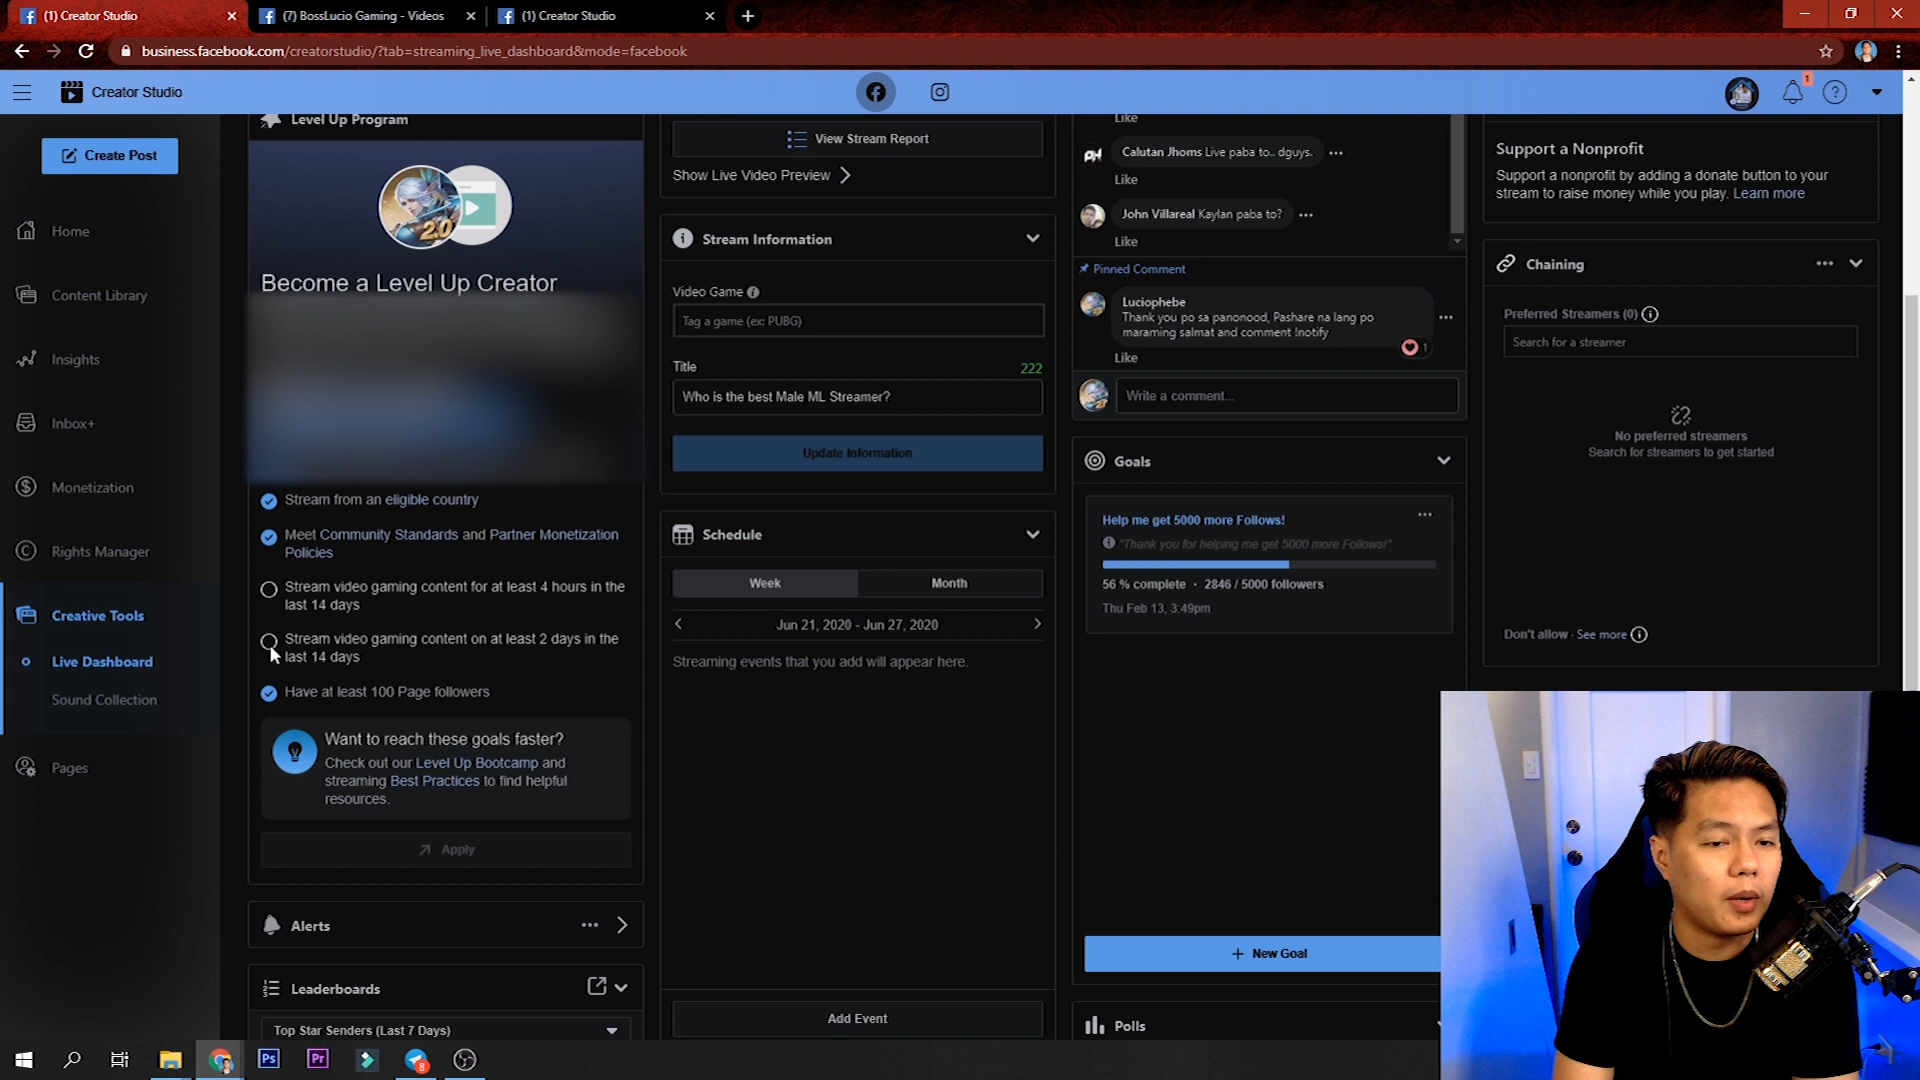 (1) Creator Studio
(7) BossLucio Gaming - Videos
(1) Creator Studio
business.facebook.com/creatorstudio/?tab=streaming_live_dashboard&mode=facebook
Creator Studio
1
Create Post
Home
Content Library
Insights
Inbox+
Monetization
Rights Manager
Creative Tools
Live Dashboard
Sound Collection
Pages
Level Up Program
2.0
Become a Level Up Creator
Stream from an eligible country
Meet Community Standards and Partner Monetization
Policies
Stream video gaming content for at least 4 hours in the
last 14 days
Stream video gaming content on at least 2 days in the
last 14 days
Have at least 100 Page followers
Want to reach these goals faster?
Check out our Level Up Bootcamp and
streaming Best Practices to find helpful
resources.
Apply
Alerts
Leaderboards
Top Star Senders (Last 7 Days)
View Stream Report
Show Live Video Preview
Stream Information
Video Game
Tag a game (ex: PUBG)
Title
222
Who is the best Male ML Streamer?
Update Information
Schedule
Week
Month
Jun 21, 2020 - Jun 27, 2020
Streaming events that you add will appear here.
Add Event
Like
Calutan Jhoms Live paba to.. dguys.
Like
John Villareal Kaylan paba to?
Like
Pinned Comment
Luciophebe
Thank you po sa panonood, Pashare na lang po
maraming salmat and comment !notify
1
Like
Write a comment...
Goals
Help me get 5000 more Follows!
"Thank you for helping me get 5000 more Follows!"
56 % complete · 2846 / 5000 followers
Thu Feb 13, 3:49pm
+ New Goal
Polls
Support a Nonprofit
Support a nonprofit by adding a donate button to your
stream to raise money while you play. Learn more
Chaining
Preferred Streamers (0)
Search for a streamer
No preferred streamers
Search for streamers to get started
Don't allow · See more
Ps
Pr
8